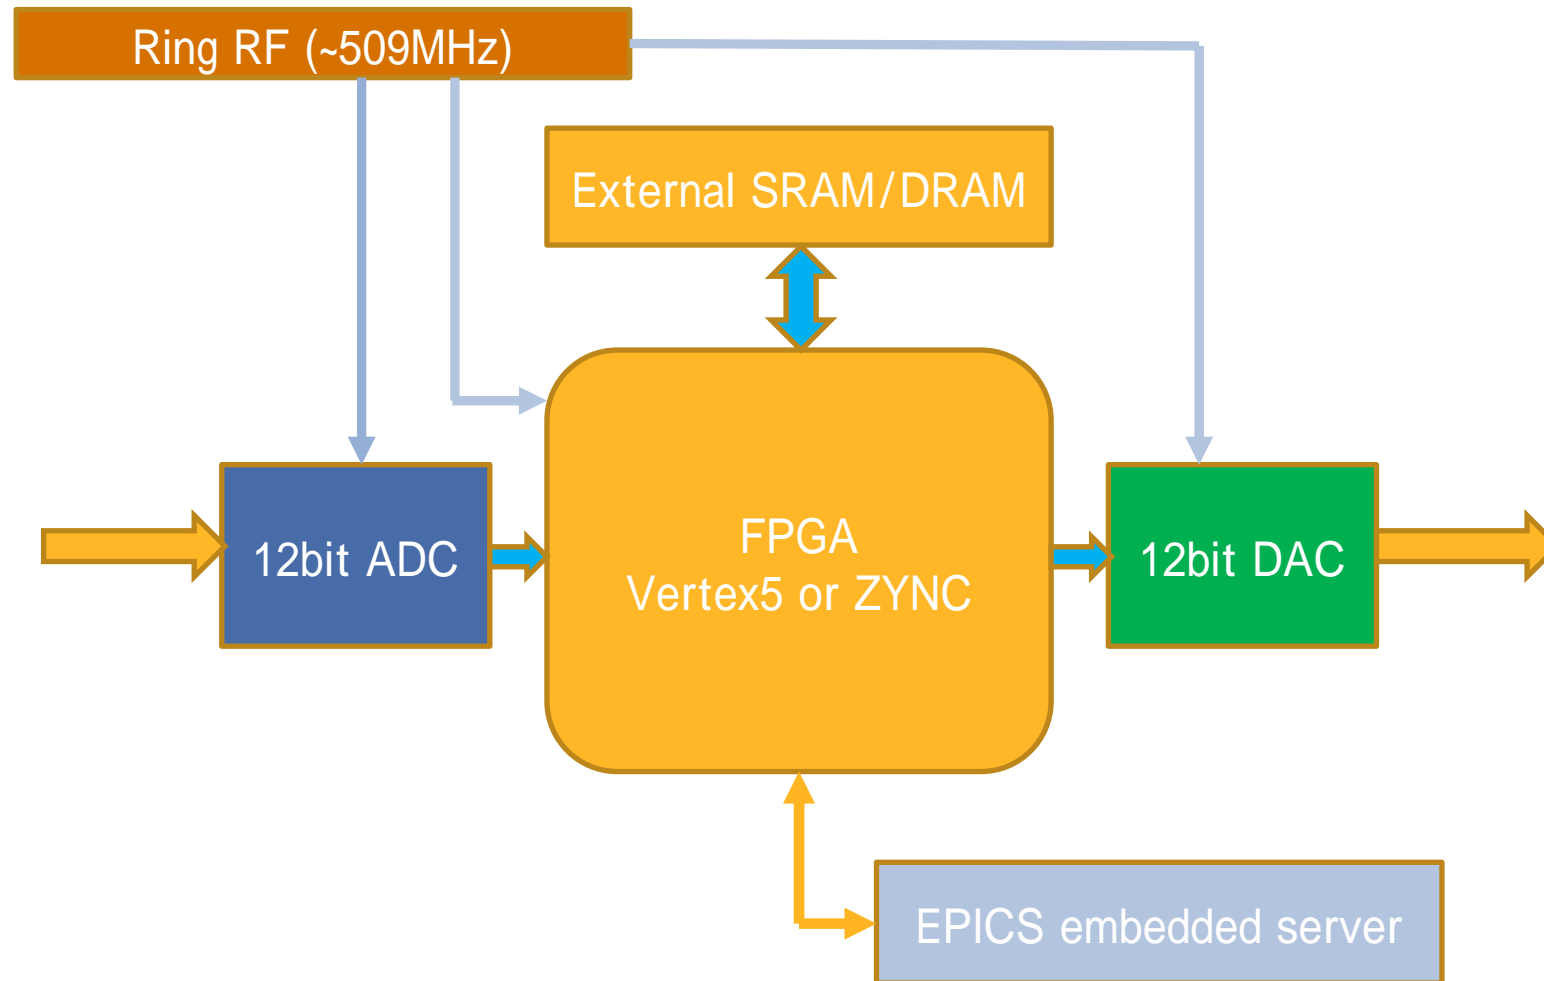 Ring RF (~509MHz)
External SRAM/DRAM
12bit ADC
FPGA
Vertex5 or ZYNC
12bit DAC
EPICS embedded server